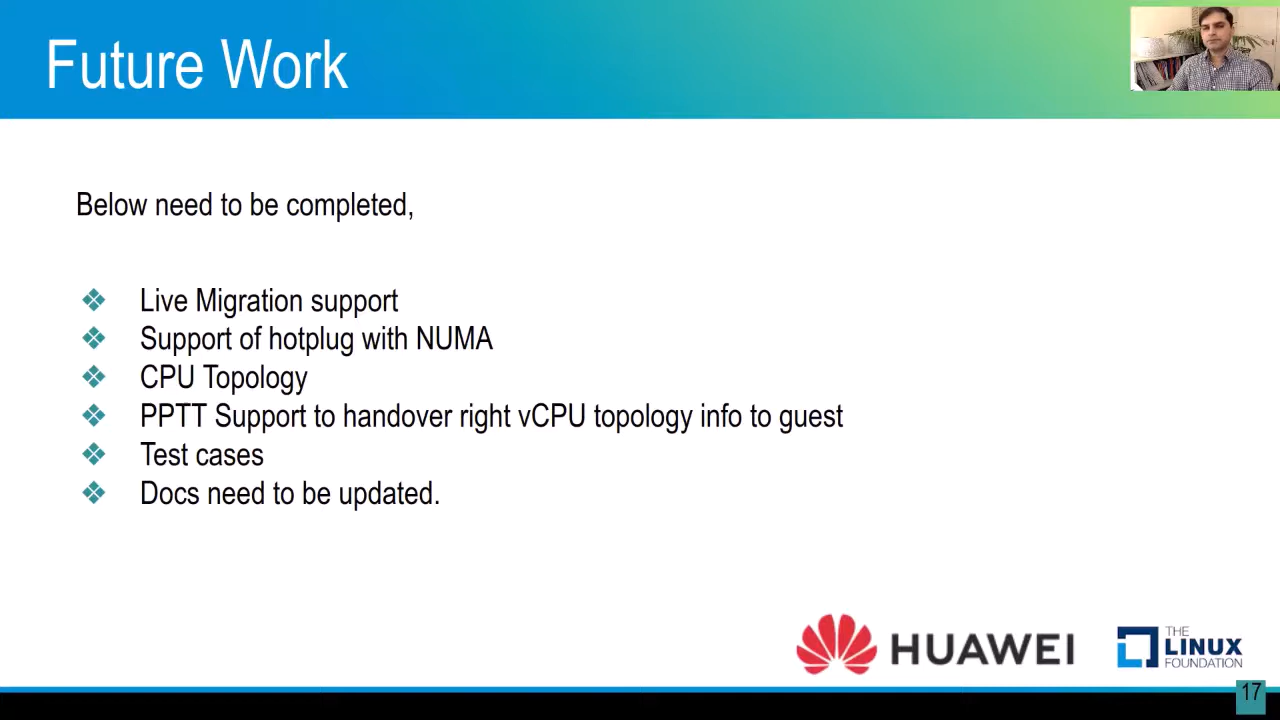 Future Work
Below need to be completed,
Live Migration support
Support of hotplug with NUMA
CPU Topology
PPTT Support to handover right vCPU topology info to guest
Test cases
Docs need to be updated.
HUAWEI
THE
LINUX
FOUNDATION
17